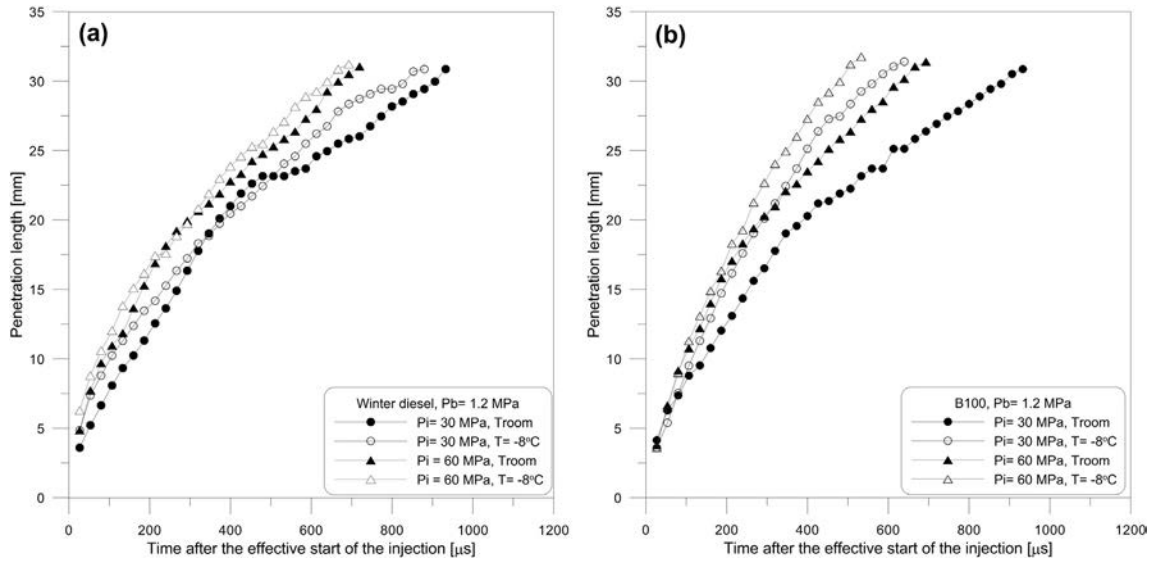 (a)
35
30
25
20
15
10
5
0
Penetration length [mm]
0 200 400 600 800 1000 1200
Time after the effective start of the injection [µs]
Winter diesel, Pb= 1.2 MPa
Pi= 30 MPa, Troom
Pi= 30 MPa, T= -8°C
Pi = 60 MPa, Troom
Pi = 60 MPa, T= -8°C
(b)
35
30
25
20
15
10
5
0
Penetration length [mm]
0 200 400 600 800 1000 1200
Time after the effective start of the injection [µs]
B100, Pb= 1.2 MPa
Pi= 30 MPa, Troom
Pi= 30 MPa, T= -8°C
Pi = 60 MPa, Troom
Pi = 60 MPa, T= -8°C